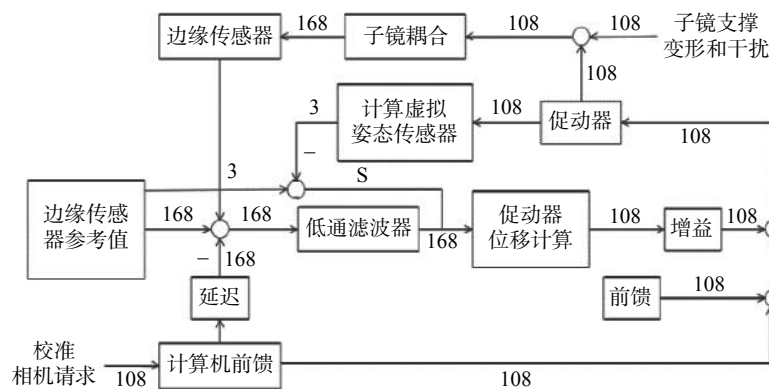 边缘传感器
168
子镜耦合
108
108
子镜支撑
变形和干扰
108
3
计算虚拟
姿态传感器
108
促动器
108
−
边缘传感
器参考值
3
S
168
168
低通滤波器
168
促动器
位移计算
108
增益
108
−
168
延迟
前馈
108
校准
相机请求
108
计算机前馈
108